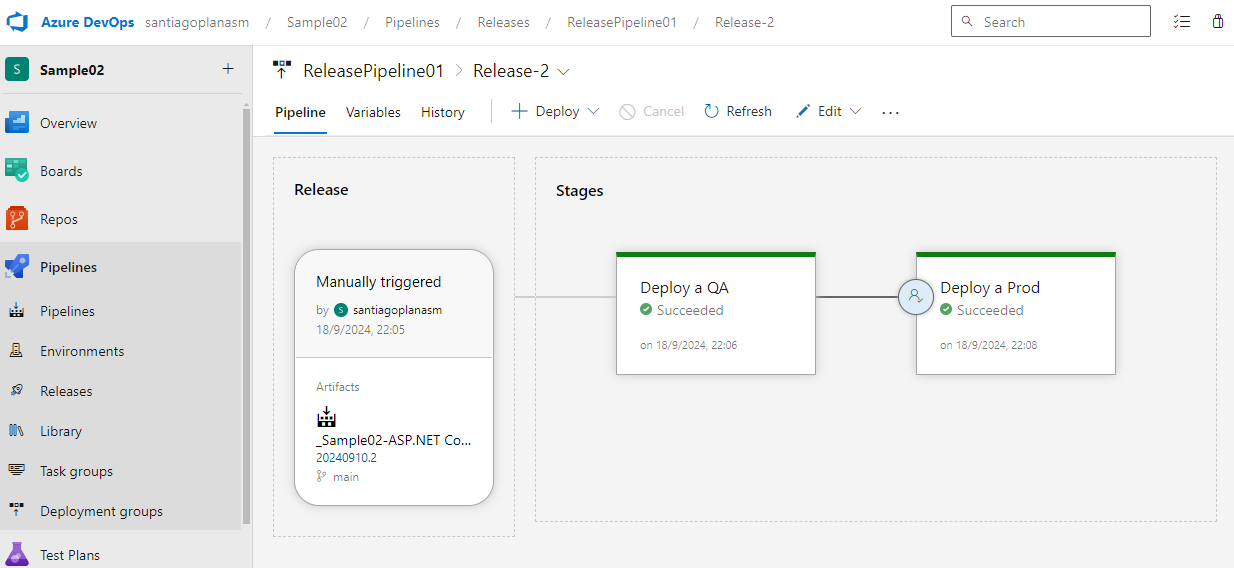 Azure DevOps santiagoplanasm / Sample02 / Pipelines / Releases / ReleasePipeline01 / Release-2
Search
S Sample02 +
Overview
Boards
Repos
Pipelines
Pipelines
Environments
Releases
Library
Task groups
Deployment groups
Test Plans
ReleasePipeline01 > Release-2
Pipeline Variables History + Deploy Cancel Refresh Edit ...
Release
Manually triggered
by S santiagoplanasm
18/9/2024, 22:05
Artifacts
_Sample02-ASP.NET Co...
20240910.2
main
Stages
Deploy a QA
Succeeded
on 18/9/2024, 22:06
Deploy a Prod
Succeeded
on 18/9/2024, 22:08